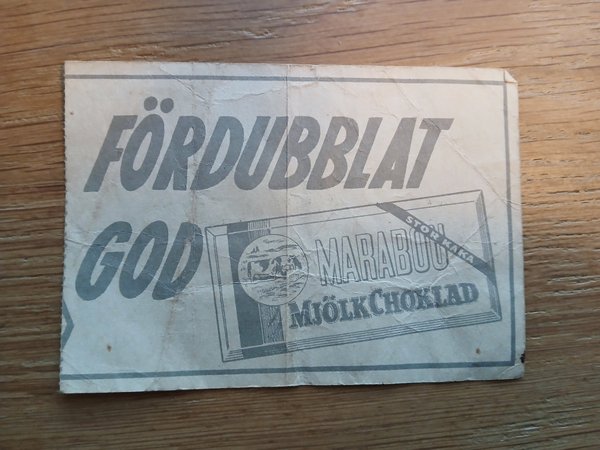 FÖRDUBBLAT
GOD
STOR KAKA
MARABOU
MJÖLKCHOKLAD